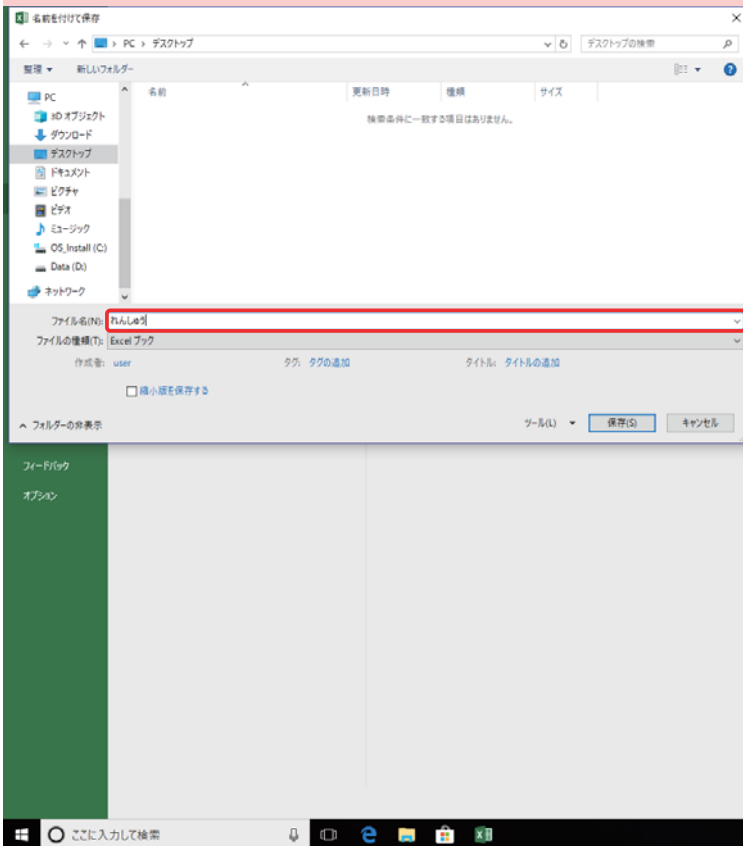 名前を付けて保存
PC › デスクトップ
デスクトップの検索
整理 新しいフォルダー
名前 更新日時 種類 サイズ
検索条件に一致する項目はありません。
PC
3D オブジェクト
ダウンロード
デスクトップ
ドキュメント
ピクチャ
ビデオ
ミュージック
OS_Install (C:)
Data (D:)
ネットワーク
ファイル名(N): れんしゅう
ファイルの種類(T): Excel ブック
作成者: user タグ: タグの追加 タイトル: タイトルの追加
縮小版を保存する
フォルダーの非表示 ツール(L) 保存(S) キャンセル
フィードバック
オプション
ここに入力して検索